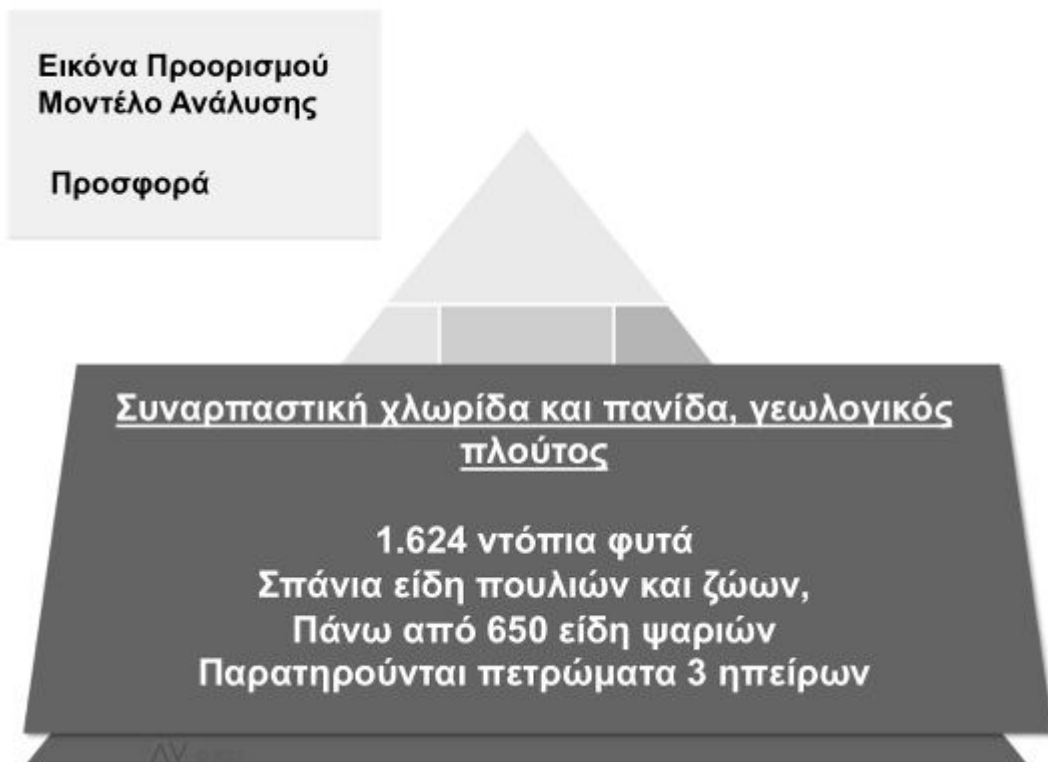 Εικόνα Προορισμού
Μοντέλο Ανάλυσης
Προσφορά
Συναρπαστική χλωρίδα και πανίδα, γεωλογικός
πλούτος
1.624 ντόπια φυτά
Σπάνια είδη πουλιών και ζώων,
Πάνω από 650 είδη ψαριών
Παρατηρούνται πετρώματα 3 ηπείρων